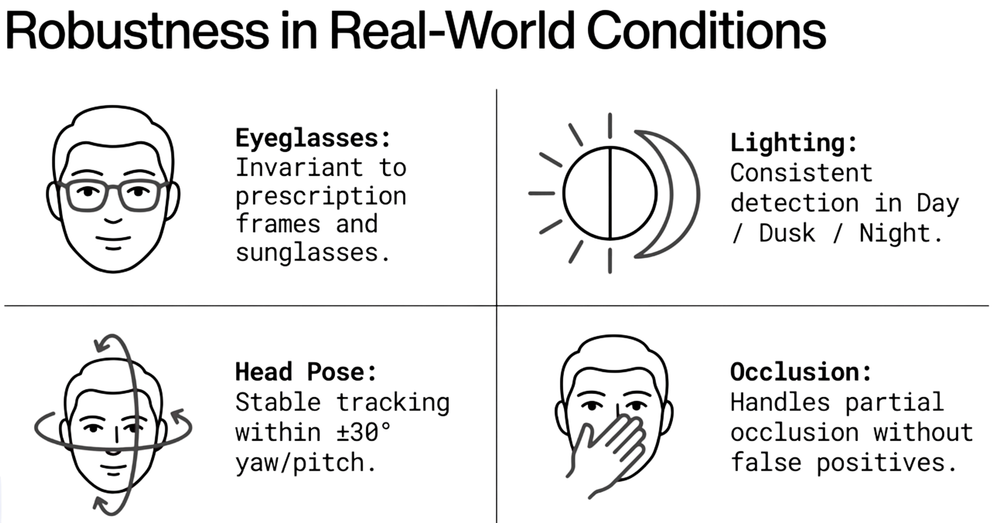 Robustness in Real-World Conditions
Eyeglasses:
Invariant to
prescription
frames and
sunglasses.
Lighting:
Consistent
detection in Day
/ Dusk / Night.
Head Pose:
Stable tracking
within ±30°
yaw/pitch.
Occlusion:
Handles partial
occlusion without
false positives.